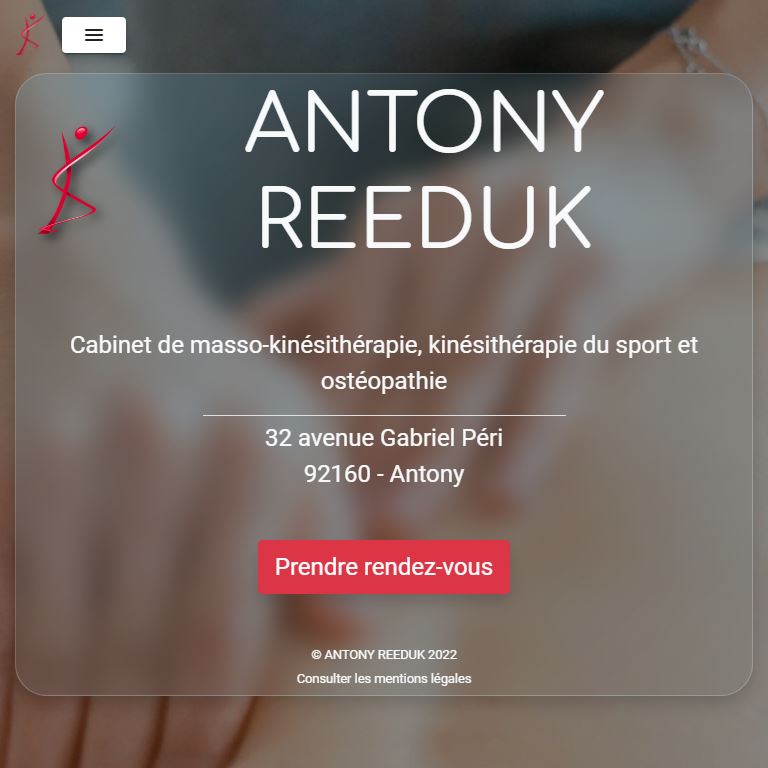 ANTONY
REEDUK
Cabinet de masso-kinésithérapie, kinésithérapie du sport et
ostéopathie
32 avenue Gabriel Péri
92160 - Antony
Prendre rendez-vous
© ANTONY REEDUK 2022
Consulter les mentions légales